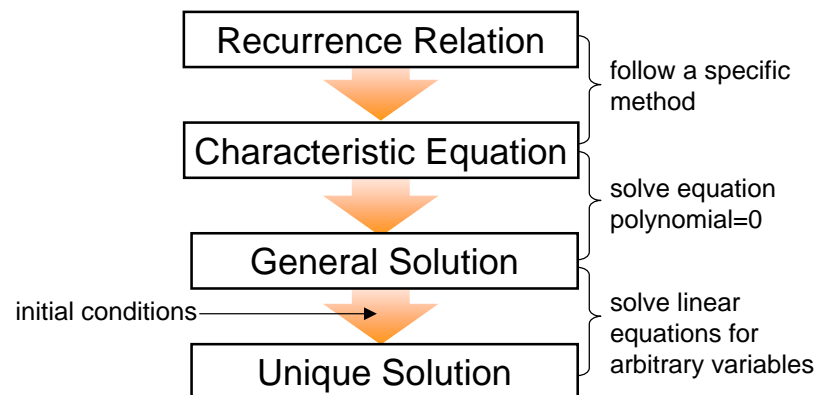 Recurrence Relation
follow a specific
method
Characteristic Equation
solve equation
polynomial=0
General Solution
initial conditions
solve linear
equations for
arbitrary variables
Unique Solution